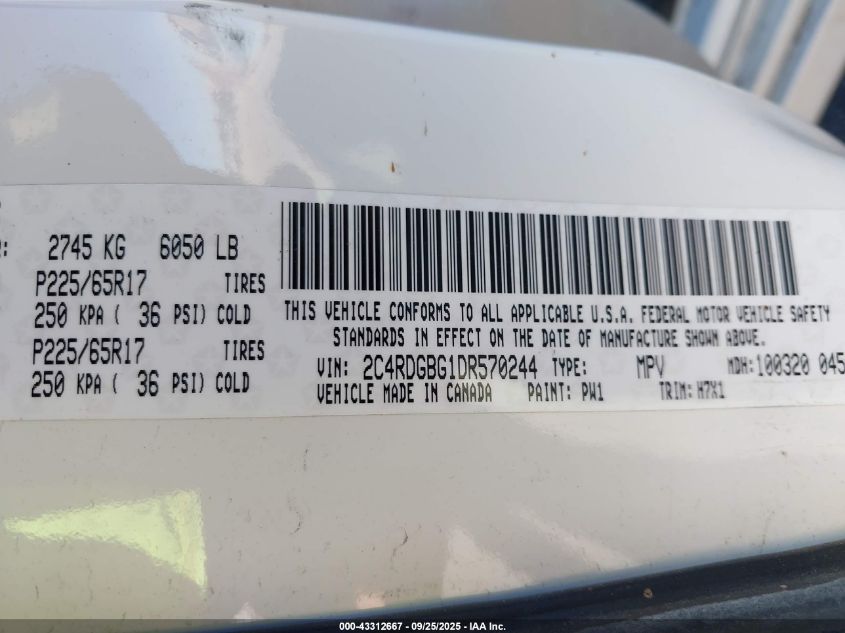 2745 KG 6050 LB
P225/65R17 TIRES
250 KPA ( 36 PSI) COLD
P225/65R17 TIRES
250 KPA ( 36 PSI) COLD
THIS VEHICLE CONFORMS TO ALL APPLICABLE U.S.A. FEDERAL MOTOR VEHICLE SAFETY
STANDARDS IN EFFECT ON THE DATE OF MANUFACTURE SHOWN ABOVE.
VIN: 2C4RDGBG1DR570244 TYPE: MPV MDH:100320 045
VEHICLE MADE IN CANADA PAINT: PW1 TRIM: H7X1
000-43312667 - 09/25/2025 - IAA Inc.